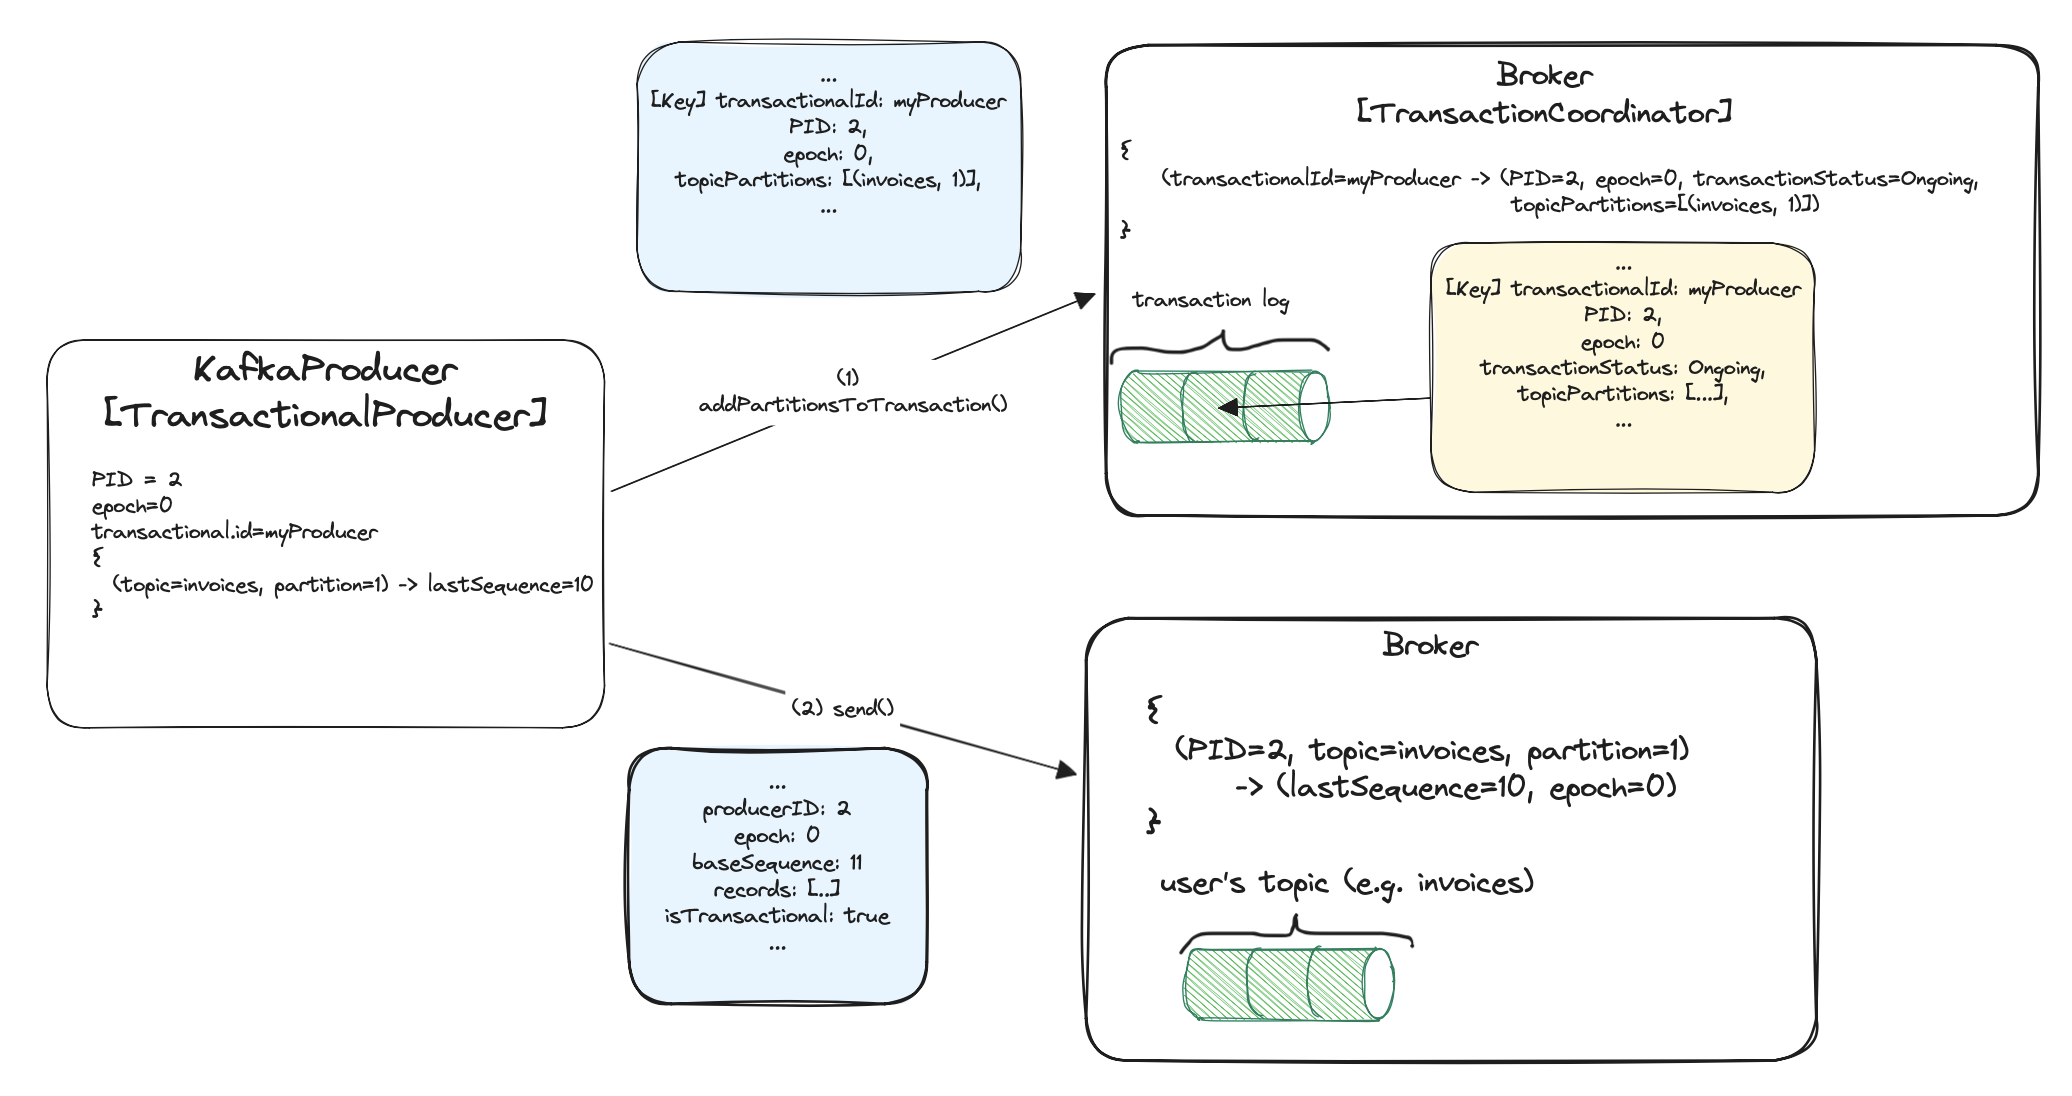 ...
[Key] transactionalId: myProducer
PID: 2,
epoch: 0,
topicPartitions: [(invoices, 1)],
...
Broker
[TransactionCoordinator]
{
(transactionalId=myProducer -> (PID=2, epoch=0, transactionStatus=Ongoing,
topicPartitions=[(invoices, 1)])
}
transaction log
...
[Key] transactionalId: myProducer
PID: 2,
epoch: 0
transactionStatus: Ongoing,
topicPartitions: [...],
...
KafkaProducer
[TransactionalProducer]
PID = 2
epoch=0
transactional.id=myProducer
{
(topic=invoices, partition=1) -> lastSequence=10
}
(1)
addPartitionsToTransaction()
(2) send()
...
producerID: 2
epoch: 0
baseSequence: 11
records: [..]
isTransactional: true
...
Broker
{
(PID=2, topic=invoices, partition=1)
-> (lastSequence=10, epoch=0)
}
user's topic (e.g. invoices)